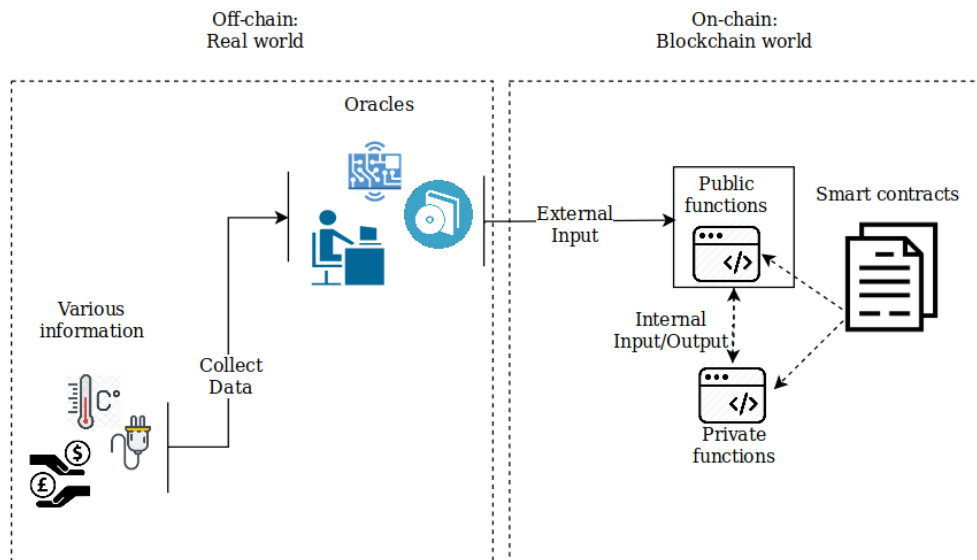 Off-chain:
Real world
On-chain:
Blockchain world
Oracles
Various
information
C°
$
£
Collect
Data
External
Input
Public
functions
</>
Smart contracts
Internal
Input/Output
</>
Private
functions